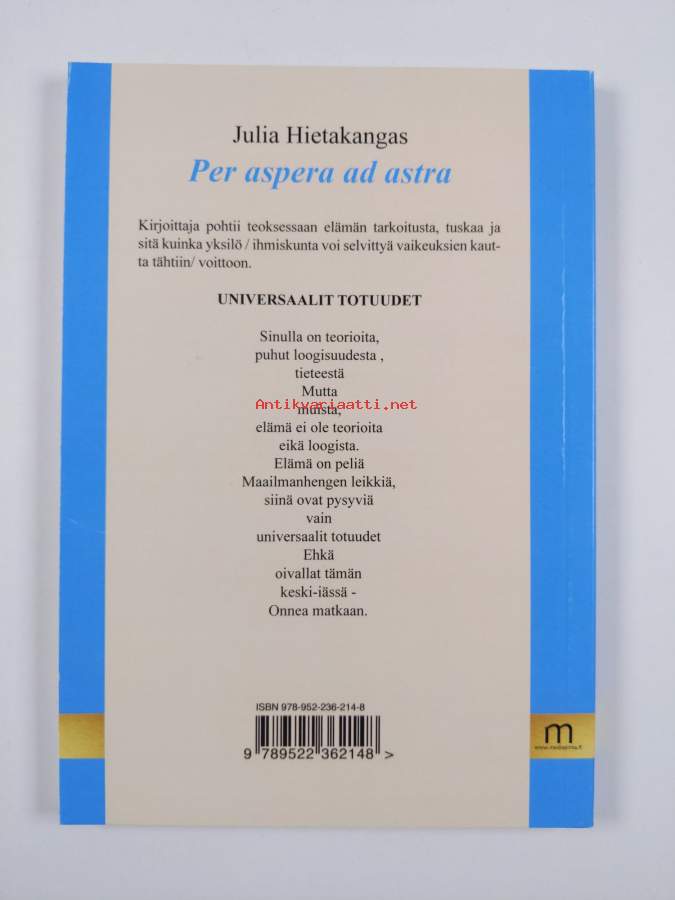 Julia Hietakangas
Per aspera ad astra
Kirjoittaja pohtii teoksessaan elämän tarkoitusta, tuskaa ja
sitä kuinka yksilö / ihmiskunta voi selvittyä vaikeuksien kaut-
ta tähtiin/ voittoon.
UNIVERSAALIT TOTUUDET
Sinulla on teorioita,
puhut loogisuudesta ,
tieteestä
Mutta
Antikvariaatti.net
muista,
elämä ei ole teorioita
eikä loogista.
Elämä on peliä
Maailmanhengen leikkiä,
siinä ovat pysyviä
vain
universaalit totuudet
Ehkä
oivallat tämän
keski-iässä -
Onnea matkaan.
ISBN 978-952-236-214-8
9 789522 362148 >
m
www.mediapinta.fi